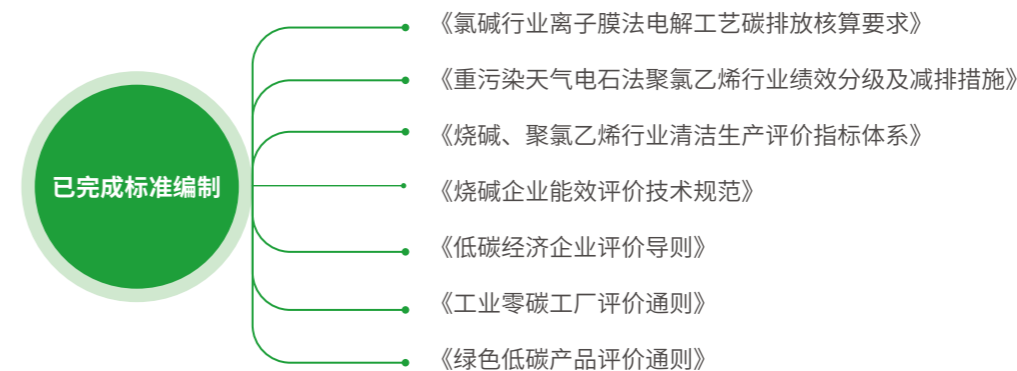 已完成标准编制
《氯碱行业离子膜法电解工艺碳排放核算要求》
《重污染天气电石法聚氯乙烯行业绩效分级及减排措施》
《烧碱、聚氯乙烯行业清洁生产评价指标体系》
《烧碱企业能效评价技术规范》
《低碳经济企业评价导则》
《工业零碳工厂评价通则》
《绿色低碳产品评价通则》